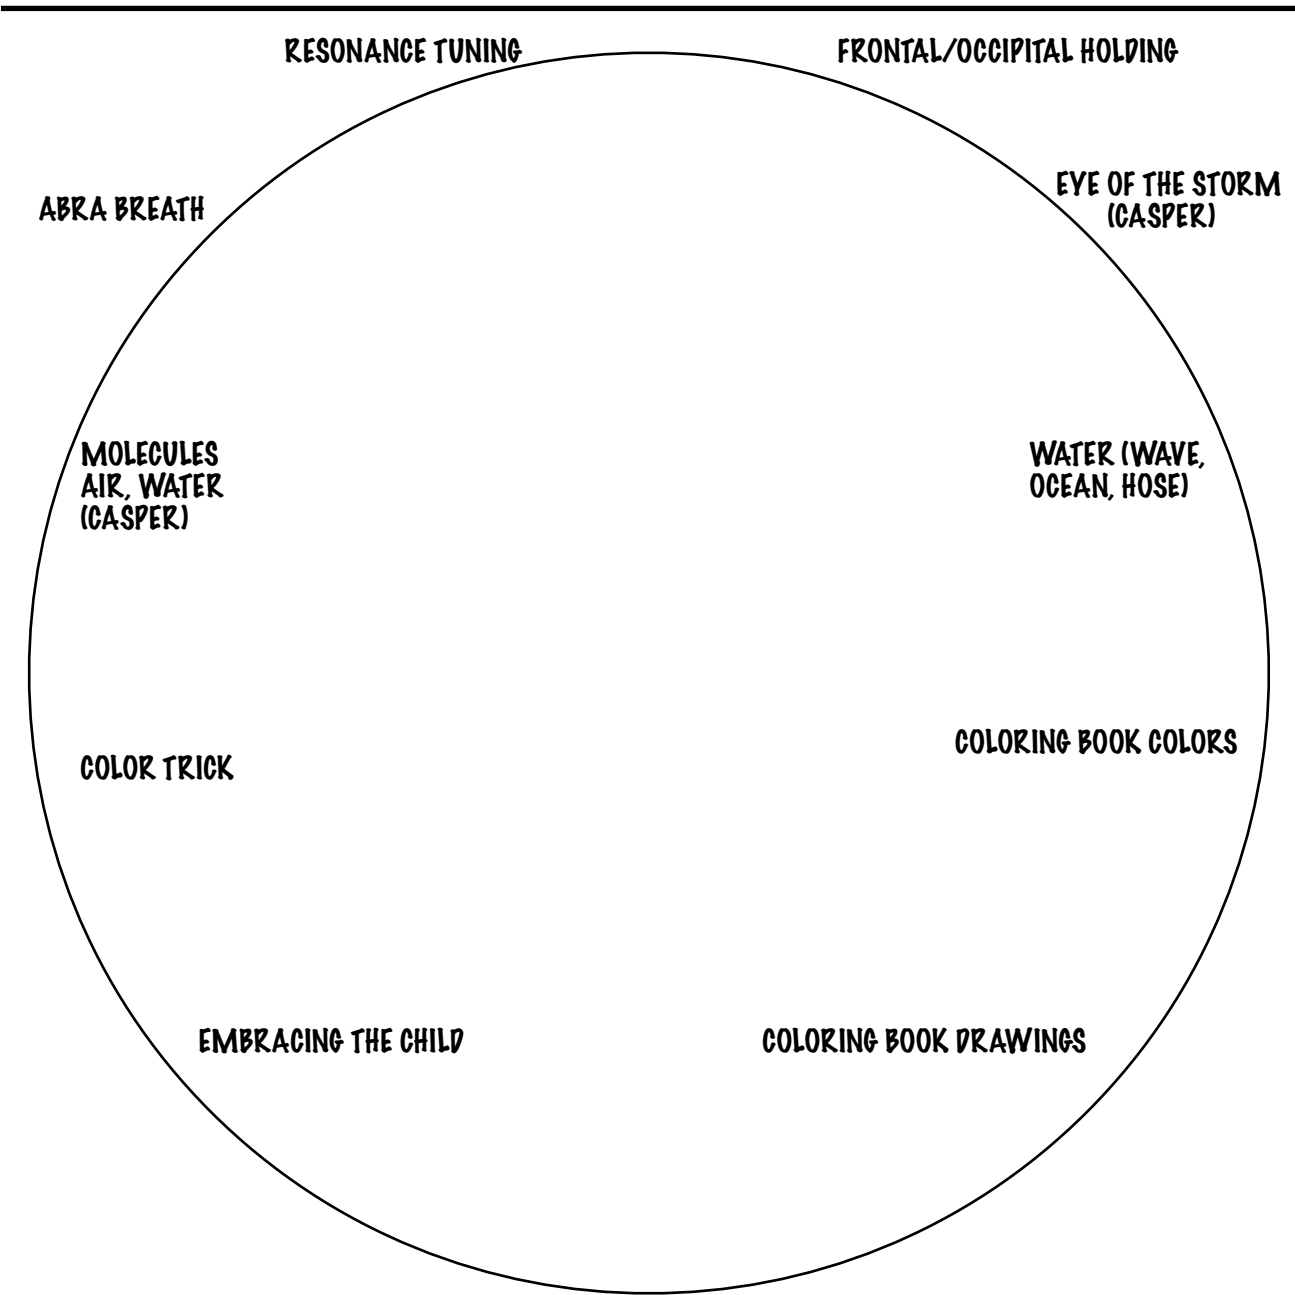 RESONANCE TUNING
FRONTAL/OCCIPITAL HOLDING
ABRA BREATH
EYE OF THE STORM
(CASPER)
MOLECULES
AIR, WATER
(CASPER)
WATER (WAVE,
OCEAN, HOSE)
COLOR TRICK
COLORING BOOK COLORS
EMBRACING THE CHILD
COLORING BOOK DRAWINGS